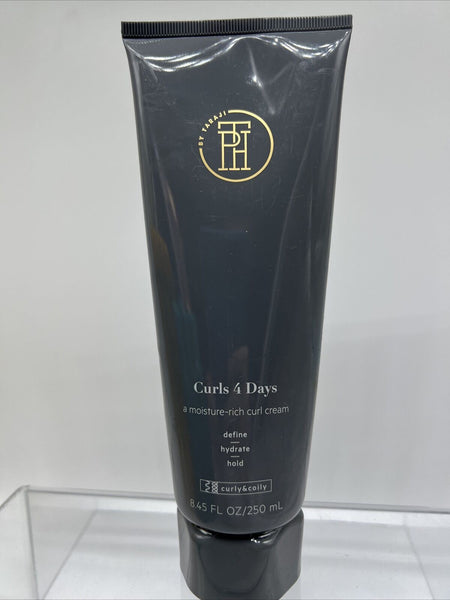 BY TARAJI
TPH
Curls 4 Days
a moisture-rich curl cream
define
hydrate
hold
curly&coily
8.45 FL OZ/250 mL